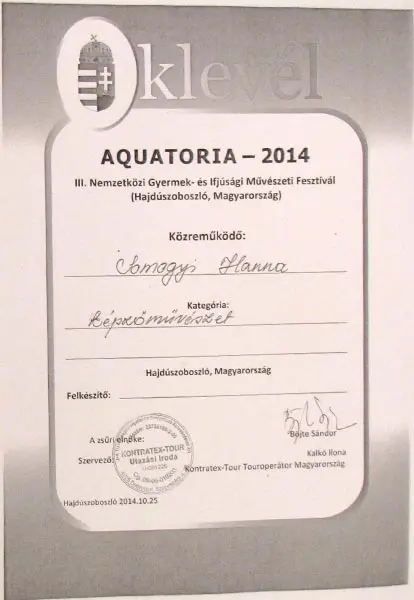 Oklevél
AQUATORIA – 2014
III. Nemzetközi Gyermek- és Ifjúsági Művészeti Fesztivál
(Hajdúszoboszló, Magyarország)
Közreműködő:
Somogyi Hanna
Kategória:
képzőművészet
Hajdúszoboszló, Magyarország
Felkészítő:
A zsűri elnöke:
Böjte Sándor
Szervező:
KONTRATEX-TOUR
Utazási Iroda
Kalkó Ilona
Kontratex-Tour Touroperátor Magyarország
Hajdúszoboszló 2014.10.25